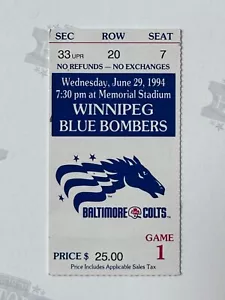 SEC ROW SEAT
33 UPR 20 7
NO REFUNDS — NO EXCHANGES
Wednesday, June 29, 1994
7:30 pm at Memorial Stadium
WINNIPEG
BLUE BOMBERS
BALTIMORE COLTS
GAME
PRICE $ 25.00 1
Price Includes Applicable Sales Tax